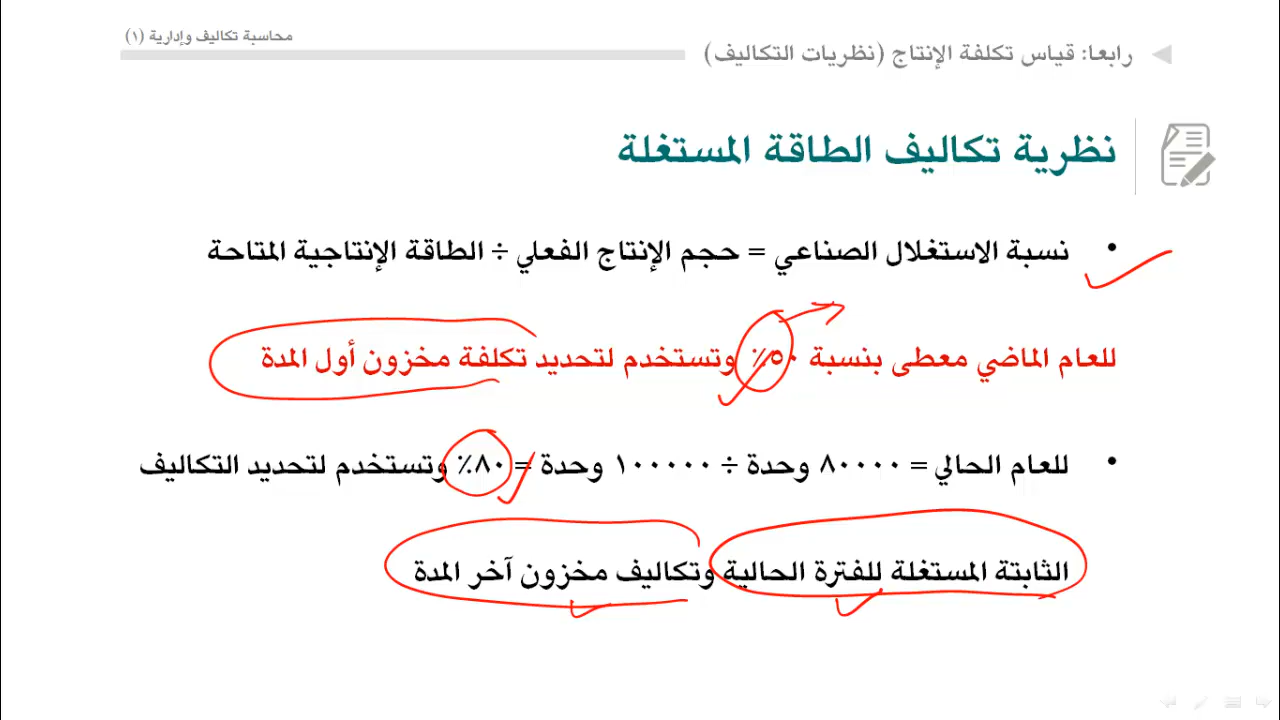 محاسبة تكاليف وإدارية (١)
رابعا: قياس تكلفة الإنتاج (نظريات التكاليف)
نظرية تكاليف الطاقة المستغلة
• نسبة الاستغلال الصناعي = حجم الإنتاج الفعلي ÷ الطاقة الإنتاجية المتاحة
للعام الماضي معطى بنسبة ٥٠٪ وتستخدم لتحديد تكلفة مخزون أول المدة
• للعام الحالي = ٨٠٠٠٠ وحدة ÷ ١٠٠٠٠٠ وحدة = ٨٠٪ وتستخدم لتحديد التكاليف
الثابتة المستغلة للفترة الحالية وتكاليف مخزون آخر المدة